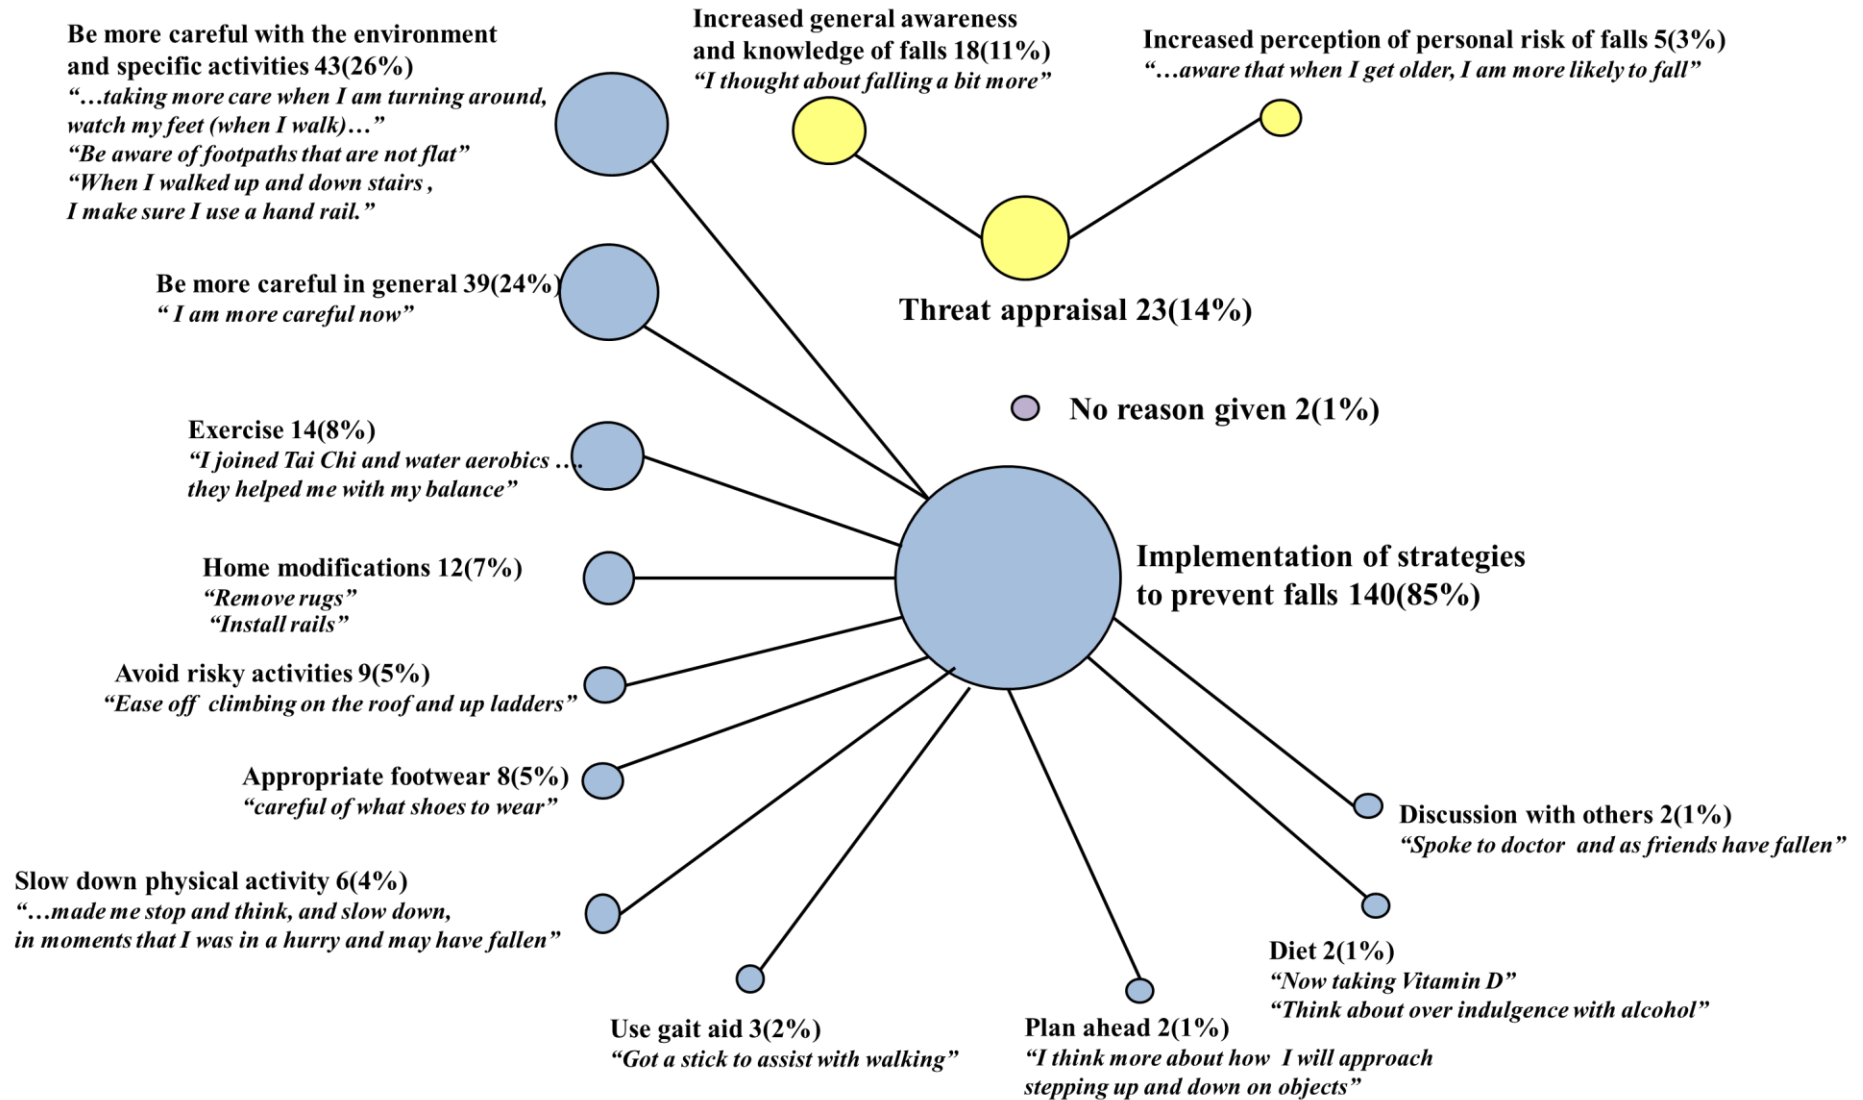 Be more careful with the environment
and specific activities 43(26%)
“…taking more care when I am turning around,
watch my feet (when I walk)…”
“Be aware of footpaths that are not flat”
“When I walked up and down stairs ,
I make sure I use a hand rail.”
Increased general awareness
and knowledge of falls 18(11%)
“I thought about falling a bit more”
Increased perception of personal risk of falls 5(3%)
“…aware that when I get older, I am more likely to fall”
Be more careful in general 39(24%)
“ I am more careful now”
Threat appraisal 23(14%)
No reason given 2(1%)
Exercise 14(8%)
“I joined Tai Chi and water aerobics ….
they helped me with my balance”
Home modifications 12(7%)
“Remove rugs”
“Install rails”
Implementation of strategies
to prevent falls 140(85%)
Avoid risky activities 9(5%)
“Ease off  climbing on the roof and up ladders”
Appropriate footwear 8(5%)
“careful of what shoes to wear”
Slow down physical activity 6(4%)
“…made me stop and think, and slow down,
in moments that I was in a hurry and may have fallen”
Discussion with others 2(1%)
“Spoke to doctor  and as friends have fallen”
Diet 2(1%)
“Now taking Vitamin D”
“Think about over indulgence with alcohol”
Use gait aid 3(2%)
“Got a stick to assist with walking”
Plan ahead 2(1%)
“I think more about how  I will approach
stepping up and down on objects”